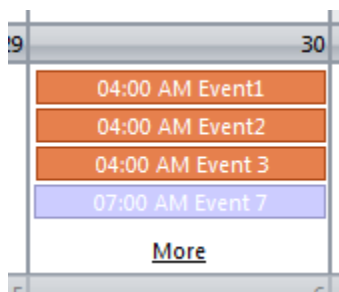 29 30
04:00 AM Event1
04:00 AM Event2
04:00 AM Event 3
07:00 AM Event 7
More